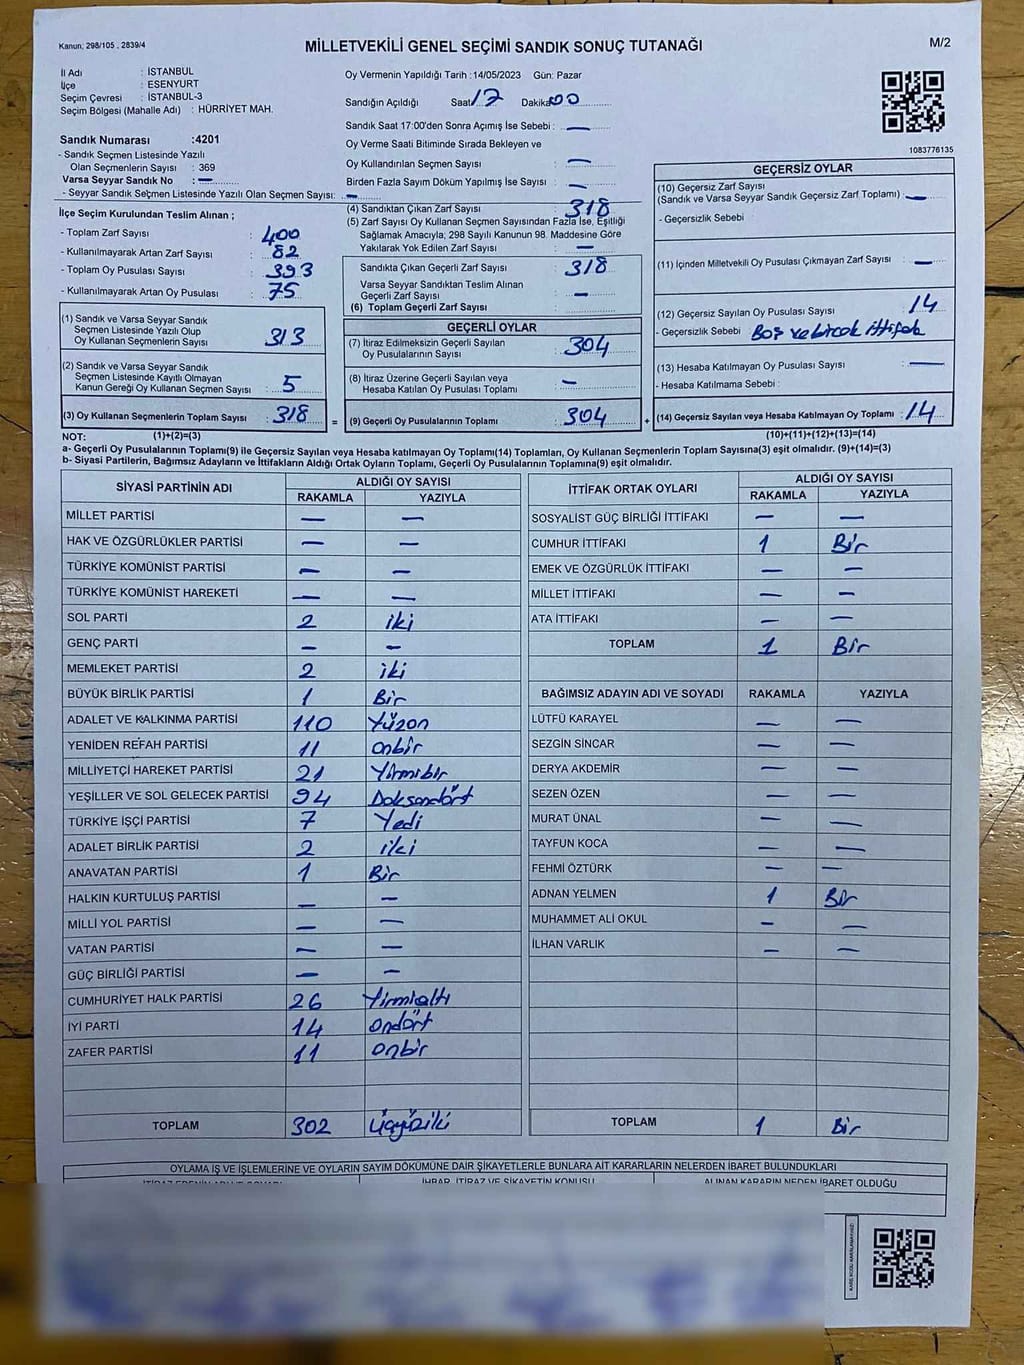 Kanun; 298/105 , 2839/4
MİLLETVEKİLİ GENEL SEÇİMİ SANDIK SONUÇ TUTANAĞI
M/2
İl Adı : İSTANBUL
İlçe : ESENYURT
Seçim Çevresi : İSTANBUL-3
Seçim Bölgesi (Mahalle Adı) : HÜRRİYET MAH.
Sandık Numarası :4201
- Sandık Seçmen Listesinde Yazılı
Olan Seçmenlerin Sayısı : 369
Varsa Seyyar Sandık No : —
- Seyyar Sandık Seçmen Listesinde Yazılı Olan Seçmen Sayısı: —
Oy Vermenin Yapıldığı Tarih :14/05/2023 Gün: Pazar
Sandığın Açıldığı Saat 17 Dakika 00
Sandık Saat 17:00'den Sonra Açımış İse Sebebi : —
Oy Verme Saati Bitiminde Sırada Bekleyen ve
Oy Kullandırılan Seçmen Sayısı : —
Birden Fazla Sayım Döküm Yapılmış İse Sayısı : —
1083776135
İlçe Seçim Kurulundan Teslim Alınan ;
- Toplam Zarf Sayısı : 400
- Kullanılmayarak Artan Zarf Sayısı : 82
- Toplam Oy Pusulası Sayısı : 393
- Kullanılmayarak Artan Oy Pusulası : 75
(1) Sandık ve Varsa Seyyar Sandık
Seçmen Listesinde Yazılı Olup
Oy Kullanan Seçmenlerin Sayısı : 313
(2) Sandık ve Varsa Seyyar Sandık
Seçmen Listesinde Kayıtlı Olmayan
Kanun Gereği Oy Kullanan Seçmen Sayısı : 5
(3) Oy Kullanan Seçmenlerin Toplam Sayısı : 318
(4) Sandıktan Çıkan Zarf Sayısı : 318
(5) Zarf Sayısı Oy Kullanan Seçmen Sayısından Fazla İse, Eşitliği
Sağlamak Amacıyla; 298 Sayılı Kanunun 98. Maddesine Göre
Yakılarak Yok Edilen Zarf Sayısı : —
Sandıkta Çıkan Geçerli Zarf Sayısı : 318
Varsa Seyyar Sandıktan Teslim Alınan
Geçerli Zarf Sayısı : —
(6) Toplam Geçerli Zarf Sayısı :
GEÇERLİ OYLAR
(7) İtiraz Edilmeksizin Geçerli Sayılan
Oy Pusulalarının Sayısı : 304
(8) İtiraz Üzerine Geçerli Sayılan veya
Hesaba Katılan Oy Pusulası Toplamı : —
= (9) Geçerli Oy Pusulalarının Toplamı : 304 +
GEÇERSİZ OYLAR
(10) Geçersiz Zarf Sayısı
(Sandık ve Varsa Seyyar Sandık Geçersiz Zarf Toplamı) : —
- Geçersizlik Sebebi
(11) İçinden Milletvekili Oy Pusulası Çıkmayan Zarf Sayısı : —
(12) Geçersiz Sayılan Oy Pusulası Sayısı : 14
- Geçersizlik Sebebi : Boş ve bircok ittifak
(13) Hesaba Katılmayan Oy Pusulası Sayısı : —
- Hesaba Katılmama Sebebi :
(14) Geçersiz Sayılan veya Hesaba Katılmayan Oy Toplamı : 14
NOT: (1)+(2)=(3) (10)+(11)+(12)+(13)=(14)
a- Geçerli Oy Pusulalarının Toplamı(9) ile Geçersiz Sayılan veya Hesaba katılmayan Oy Toplamı(14) Toplamları, Oy Kullanan Seçmenlerin Toplam Sayısına(3) eşit olmalıdır. (9)+(14)=(3)
b- Siyasi Partilerin, Bağımsız Adayların ve İttifakların Aldığı Ortak Oyların Toplamı, Geçerli Oy Pusulalarının Toplamına(9) eşit olmalıdır.
SİYASİ PARTİNİN ADI ALDIĞI OY SAYISI
RAKAMLA YAZIYLA
MİLLET PARTİSİ — —
HAK VE ÖZGÜRLÜKLER PARTİSİ — —
TÜRKİYE KOMÜNİST PARTİSİ — —
TÜRKİYE KOMÜNİST HAREKETİ — —
SOL PARTİ 2 iki
GENÇ PARTİ — —
MEMLEKET PARTİSİ 2 iki
BÜYÜK BİRLİK PARTİSİ 1 Bir
ADALET VE KALKINMA PARTİSİ 110 Yüzon
YENİDEN REFAH PARTİSİ 11 onbir
MİLLİYETÇİ HAREKET PARTİSİ 21 Yirmibir
YEŞİLLER VE SOL GELECEK PARTİSİ 94 Doksandört
TÜRKİYE İŞÇİ PARTİSİ 7 Yedi
ADALET BİRLİK PARTİSİ 2 iki
ANAVATAN PARTİSİ 1 Bir
HALKIN KURTULUŞ PARTİSİ — —
MİLLİ YOL PARTİSİ — —
VATAN PARTİSİ — —
GÜÇ BİRLİĞİ PARTİSİ — —
CUMHURİYET HALK PARTİSİ 26 Yirmialtı
İYİ PARTİ 14 ondört
ZAFER PARTİSİ 11 onbir
TOPLAM 302 Üçyüziki
İTTİFAK ORTAK OYLARI ALDIĞI OY SAYISI
RAKAMLA YAZIYLA
SOSYALİST GÜÇ BİRLİĞİ İTTİFAKI — —
CUMHUR İTTİFAKI 1 Bir
EMEK VE ÖZGÜRLÜK İTTİFAKI — —
MİLLET İTTİFAKI — —
ATA İTTİFAKI — —
TOPLAM 1 Bir
BAĞIMSIZ ADAYIN ADI VE SOYADI RAKAMLA YAZIYLA
LÜTFÜ KARAYEL — —
SEZGİN SİNCAR — —
DERYA AKDEMİR — —
SEZEN ÖZEN — —
MURAT ÜNAL — —
TAYFUN KOCA — —
FEHMİ ÖZTÜRK — —
ADNAN YELMEN 1 Bir
MUHAMMET ALİ OKUL — —
İLHAN VARLIK — —
TOPLAM 1 Bir
OYLAMA İŞ VE İŞLEMLERİNE VE OYLARIN SAYIM DÖKÜMÜNE DAİR ŞİKAYETLERLE BUNLARA AİT KARARLARIN NELERDEN İBARET BULUNDUKLARI
İHBAR, İTİRAZ VE ŞİKAYETİN KONUSU ALINAN KARARIN NEDEN İBARET OLDUĞU